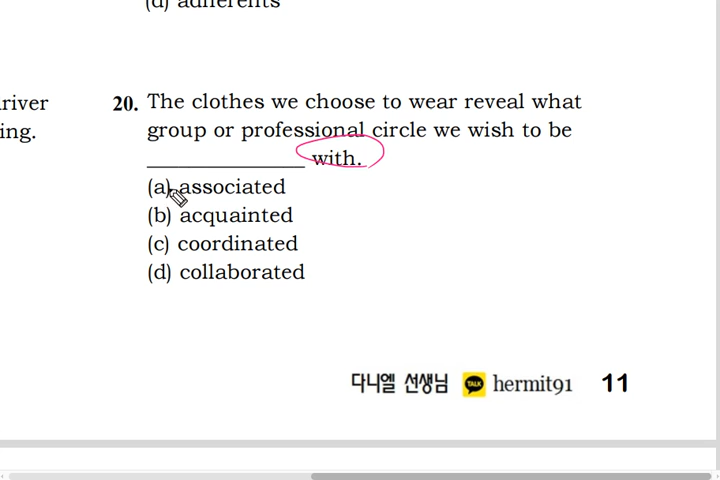 (d) adherents
river
ing.
20. The clothes we choose to wear reveal what
group or professional circle we wish to be
______________ with.
(a) associated
(b) acquainted
(c) coordinated
(d) collaborated
다니엘 선생님 TALK hermit91 11